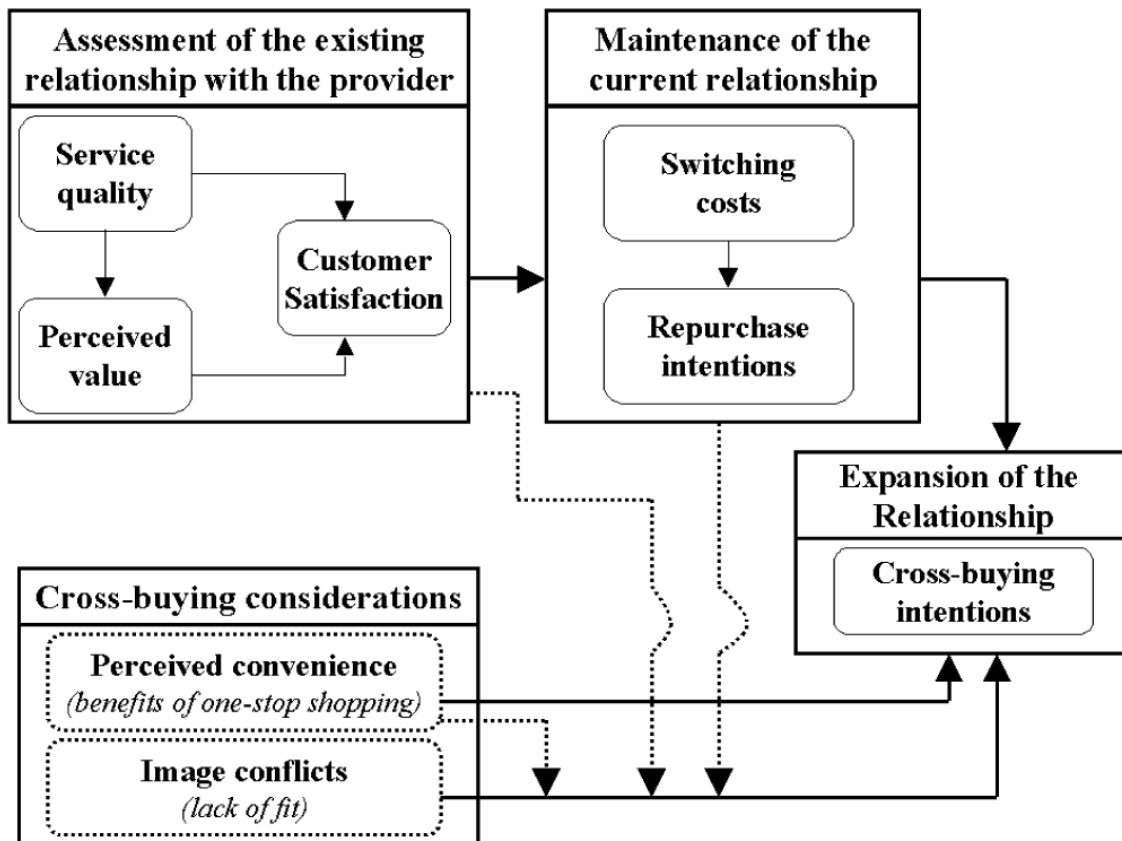 Assessment of the existing
relationship with the provider
Service
quality
Customer
Satisfaction
Perceived
value
Maintenance of the
current relationship
Switching
costs
Repurchase
intentions
Expansion of the
Relationship
Cross-buying
intentions
Cross-buying considerations
Perceived convenience
(benefits of one-stop shopping)
Image conflicts
(lack of fit)